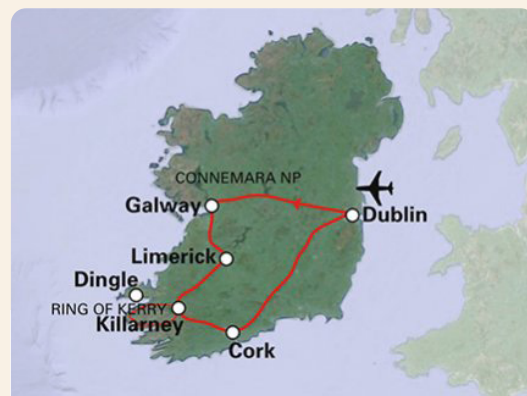 CONNEMARA NP
Galway
Dublin
Limerick
Dingle
RING OF KERRY
Killarney
Cork